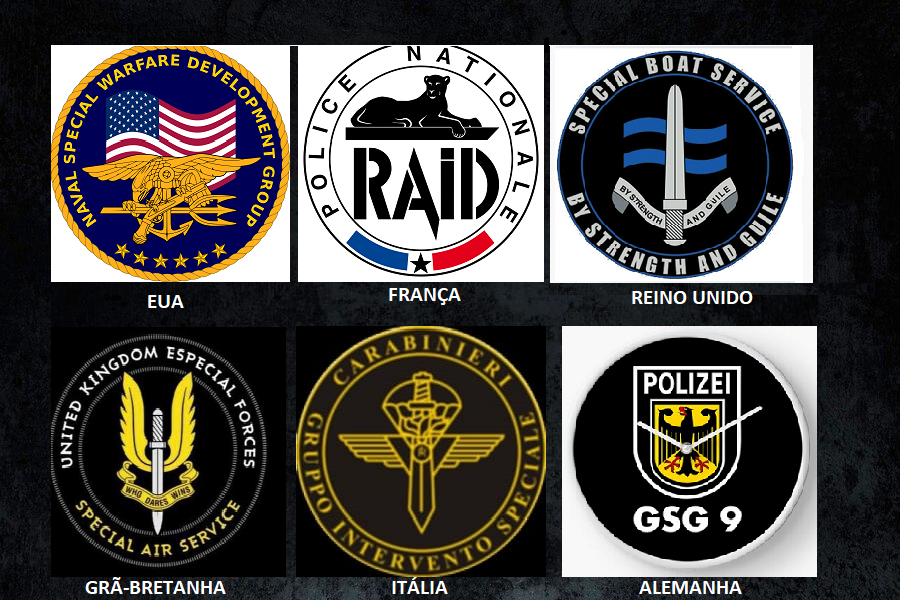 NAVAL SPECIAL WARFARE DEVELOPMENT GROUP
EUA
POLICE NATIONALE
RAID
FRANÇA
SPECIAL BOAT SERVICE
BY STRENGTH AND GUILE
BY STRENGTH AND GUILE
REINO UNIDO
UNITED KINGDOM ESPECIAL FORCES
WHO DARES WINS
SPECIAL AIR SERVICE
GRÃ-BRETANHA
CARABINIERI
GRUPPO INTERVENTO SPECIALE
ITÁLIA
POLIZEI
GSG 9
ALEMANHA